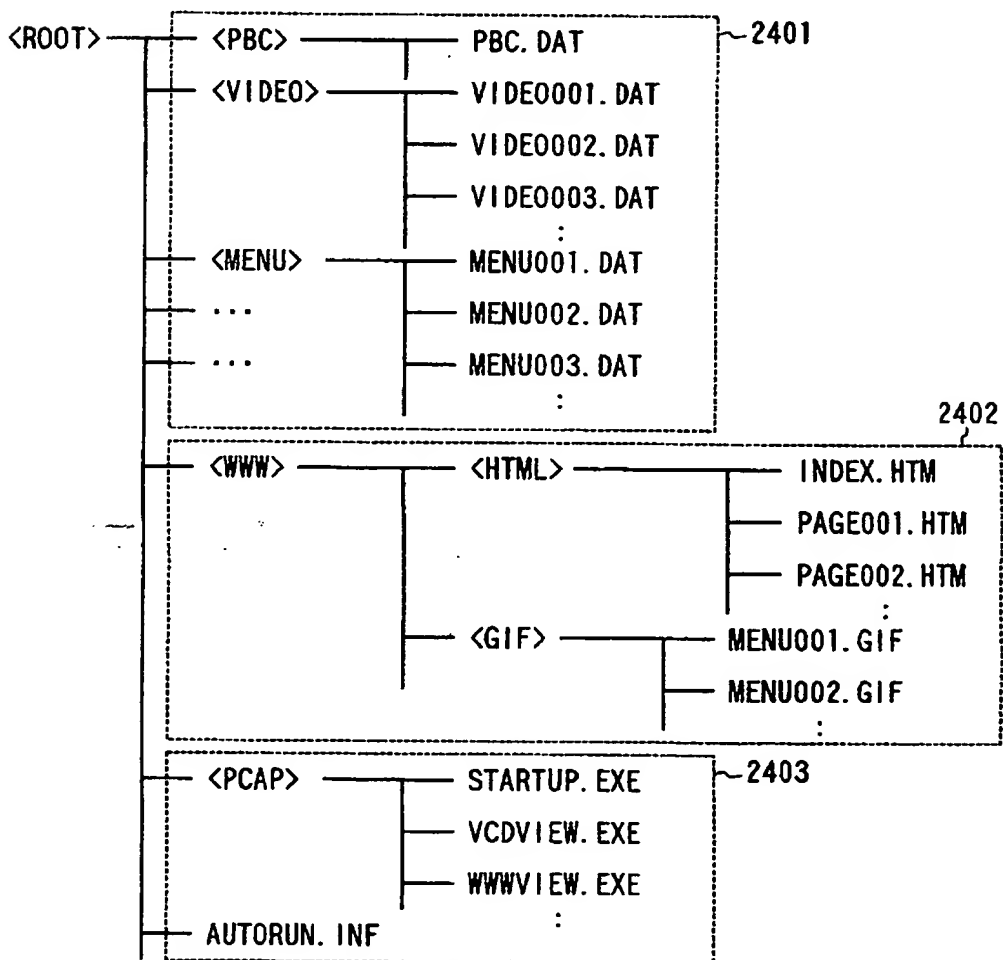 <ROOT> <PBC> PBC.DAT 2401
<VIDEO> VIDEO001.DAT
VIDEO002.DAT
VIDEO003.DAT
:
<MENU> MENU001.DAT
... MENU002.DAT
... MENU003.DAT
:
2402
<WWW> <HTML> INDEX.HTM
PAGE001.HTM
PAGE002.HTM
:
<GIF> MENU001.GIF
MENU002.GIF
:
<PCAP> STARTUP.EXE 2403
VCDVIEW.EXE
WWWVIEW.EXE
:
AUTORUN.INF